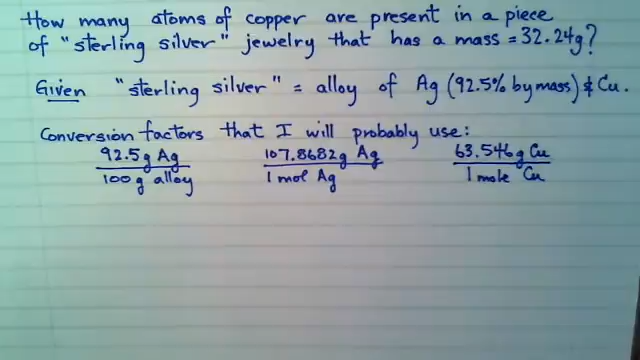 How many atoms of copper are present in a piece
of "sterling silver" jewelry that has a mass = 32.24g?
Given "sterling silver" = alloy of Ag (92.5% by mass) & Cu.
Conversion factors that I will probably use:
92.5g Ag 107.8682g Ag 63.546g Cu
100g alloy 1 mol Ag 1 mole Cu